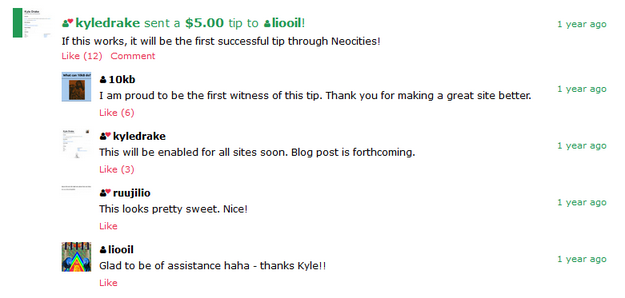 kyledrake sent a $5.00 tip to liooil! 1 year ago
If this works, it will be the first successful tip through Neocities!
Like (12) Comment
10kb
I am proud to be the first witness of this tip. Thank you for making a great site better. 1 year ago
Like (6)
kyledrake
This will be enabled for all sites soon. Blog post is forthcoming. 1 year ago
Like (3)
ruujilio
This looks pretty sweet. Nice! 1 year ago
Like
liooil
Glad to be of assistance haha - thanks Kyle!! 1 year ago
Like